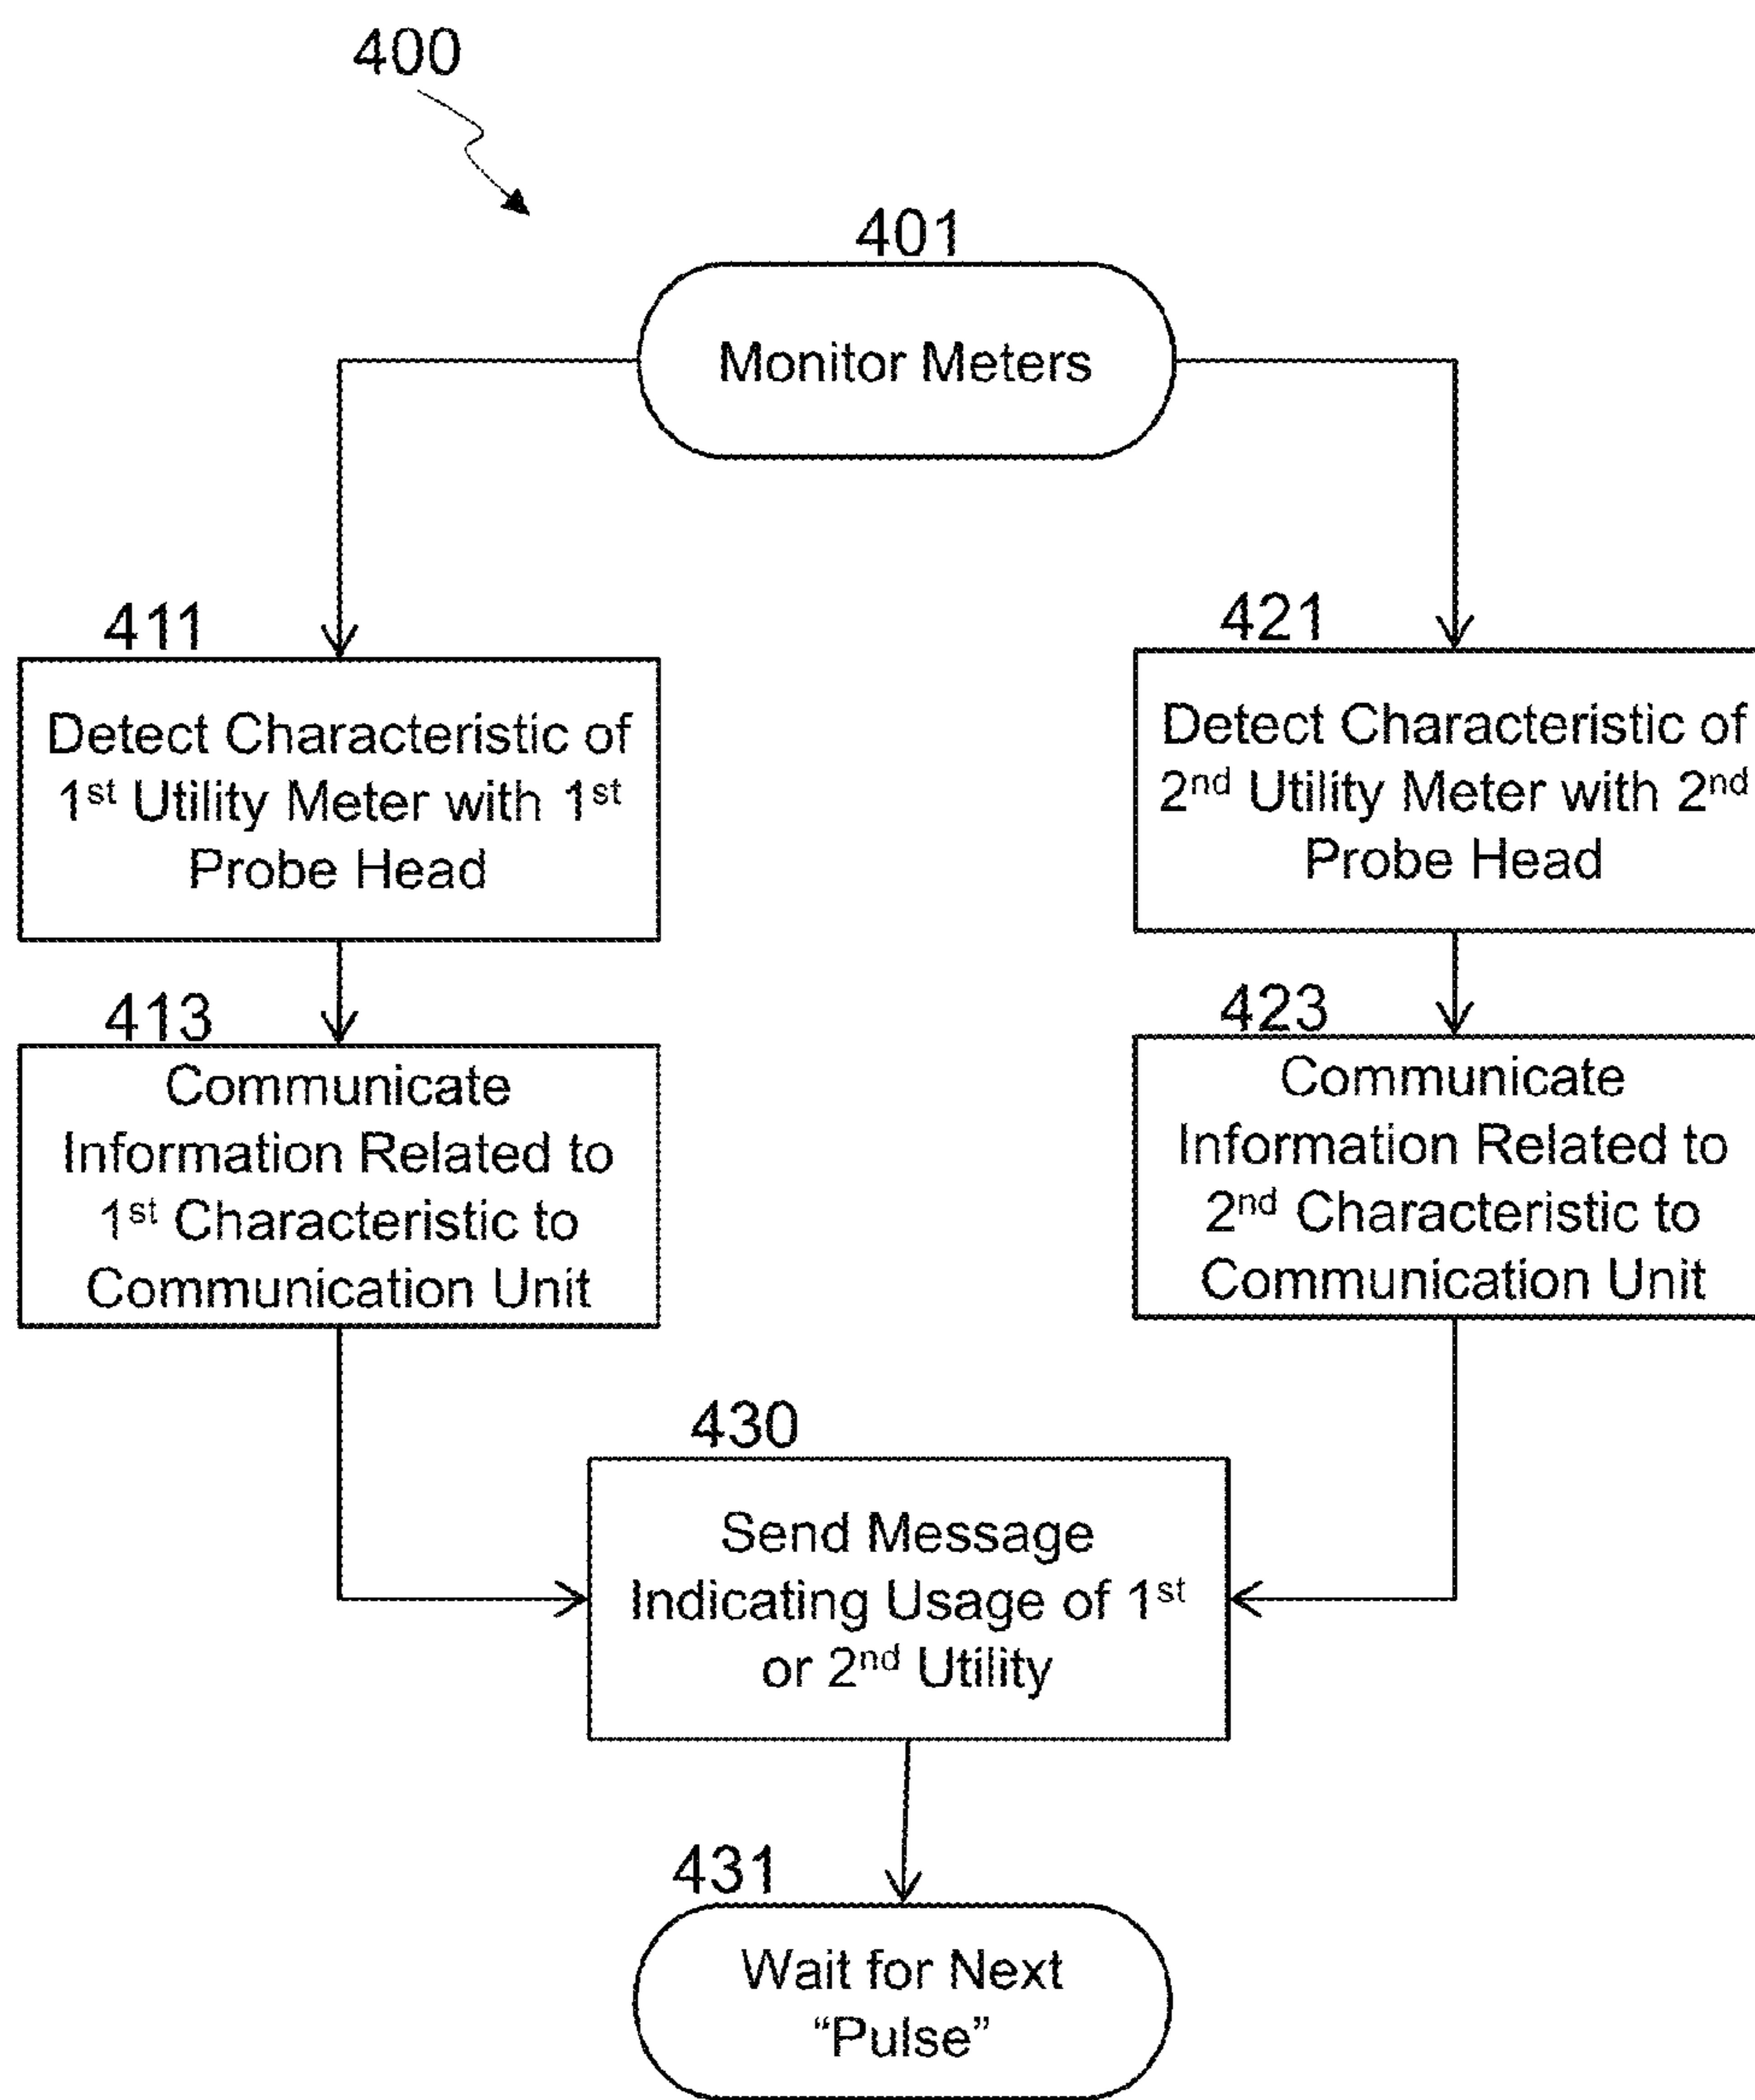 400
401
Monitor Meters
411
Detect Characteristic of
1st Utility Meter with 1st
Probe Head
421
Detect Characteristic of
2nd Utility Meter with 2nd
Probe Head
413
Communicate
Information Related to
1st Characteristic to
Communication Unit
423
Communicate
Information Related to
2nd Characteristic to
Communication Unit
430
Send Message
Indicating Usage of 1st
or 2nd Utility
431
Wait for Next
“Pulse”